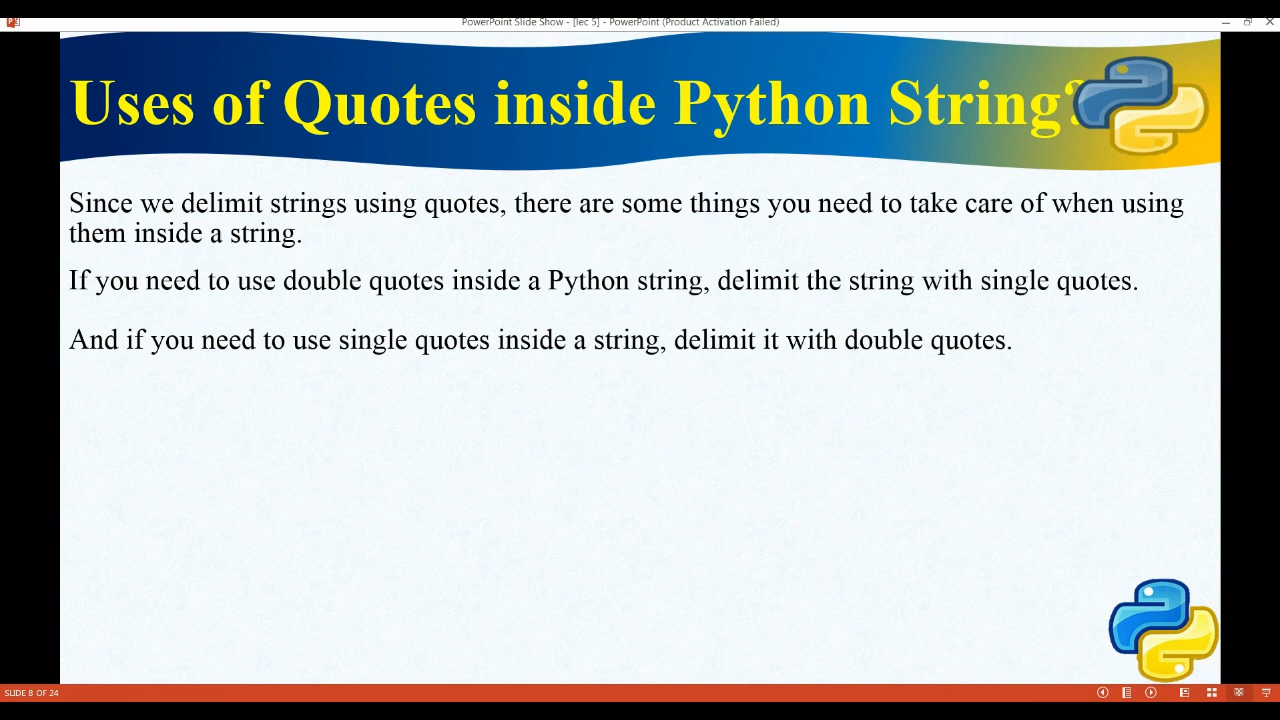 PowerPoint Slide Show - [lec 5] - PowerPoint (Product Activation Failed)
Uses of Quotes inside Python String?
Since we delimit strings using quotes, there are some things you need to take care of when using
them inside a string.
If you need to use double quotes inside a Python string, delimit the string with single quotes.
And if you need to use single quotes inside a string, delimit it with double quotes.
SLIDE 8 OF 24